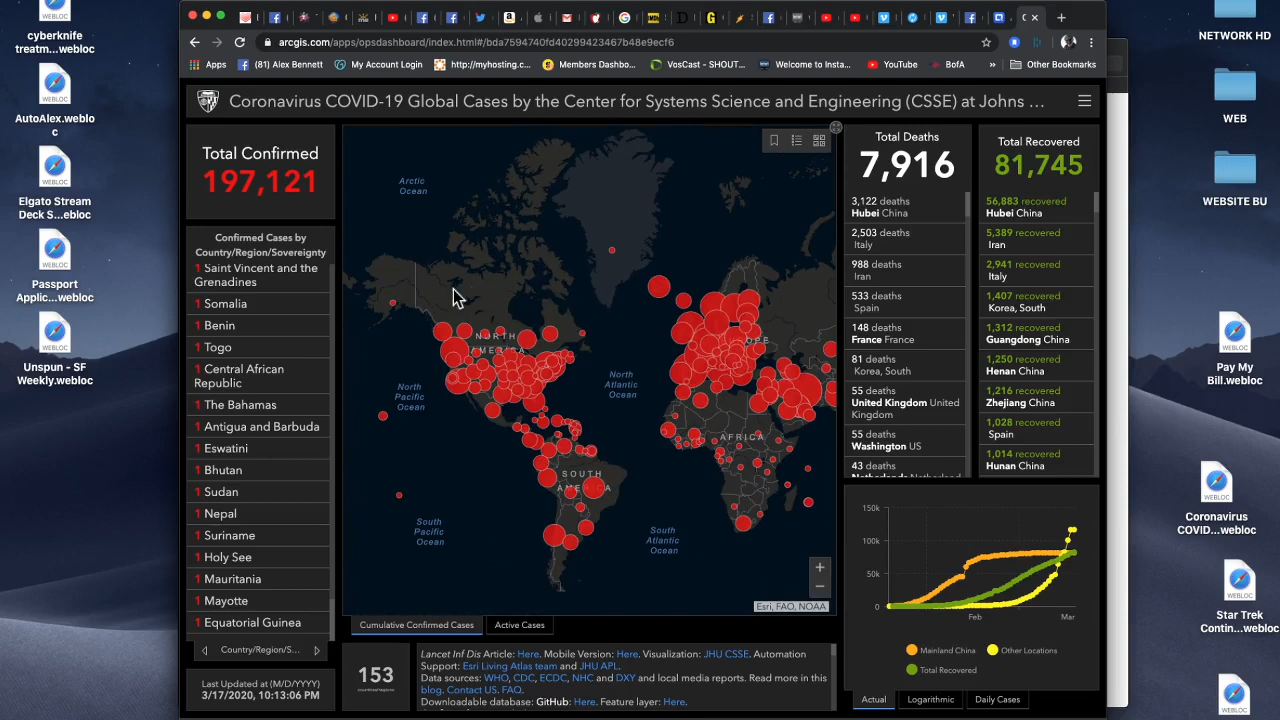 cyberknife
treatm...webloc
WEBLOC
AutoAlex.weblo
c
WEBLOC
Elgato Stream
Deck S...ebloc
WEBLOC
Passport
Applic...webloc
WEBLOC
Unspun - SF
Weekly.webloc
arcgis.com/apps/opsdashboard/index.html#/bda7594740fd40299423467b48e9ecf6
Apps
(81) Alex Bennett
My Account Login
http://myhosting.c...
Members Dashbo...
VosCast - SHOUT...
Welcome to Insta...
YouTube
BofA
»
Other Bookmarks
Coronavirus COVID-19 Global Cases by the Center for Systems Science and Engineering (CSSE) at Johns ...
Total Confirmed
197,121
Confirmed Cases by
Country/Region/Sovereignty
1 Saint Vincent and the
Grenadines
1 Somalia
1 Benin
1 Togo
1 Central African
Republic
1 The Bahamas
1 Antigua and Barbuda
1 Eswatini
1 Bhutan
1 Sudan
1 Nepal
1 Suriname
1 Holy See
1 Mauritania
1 Mayotte
1 Equatorial Guinea
Country/Region/S...
Last Updated at (M/D/YYYY)
3/17/2020, 10:13:06 PM
Arctic
Ocean
NORTH
AMERICA
North
Pacific
Ocean
North
Atlantic
Ocean
AFRICA
SOUTH
South
Pacific
Ocean
South
Atlantic
Ocean
+
−
Esri, FAO, NOAA
Cumulative Confirmed Cases
Active Cases
153
Lancet Inf Dis Article: Here. Mobile Version: Here. Visualization: JHU CSSE. Automation
Support: Esri Living Atlas team and JHU APL.
Data sources: WHO, CDC, ECDC, NHC and DXY and local media reports. Read more in this
blog. Contact US. FAQ.
Downloadable database: GitHub: Here. Feature layer: Here.
Total Deaths
7,916
3,122 deaths
Hubei China
2,503 deaths
Italy
988 deaths
Iran
533 deaths
Spain
148 deaths
France France
81 deaths
Korea, South
55 deaths
United Kingdom United
Kingdom
55 deaths
Washington US
43 deaths
Total Recovered
81,745
56,883 recovered
Hubei China
5,389 recovered
Iran
2,941 recovered
Italy
1,407 recovered
Korea, South
1,312 recovered
Guangdong China
1,250 recovered
Henan China
1,216 recovered
Zhejiang China
1,028 recovered
Spain
1,014 recovered
Hunan China
150k
100k
50k
0
Feb
Mar
Mainland China
Other Locations
Total Recovered
Actual
Logarithmic
Daily Cases
NETWORK HD
WEB
WEBSITE BU
WEBLOC
Pay My
Bill.webloc
WEBLOC
Coronavirus
COVID...webloc
WEBLOC
Star Trek
Contin...webloc
WEBLOC